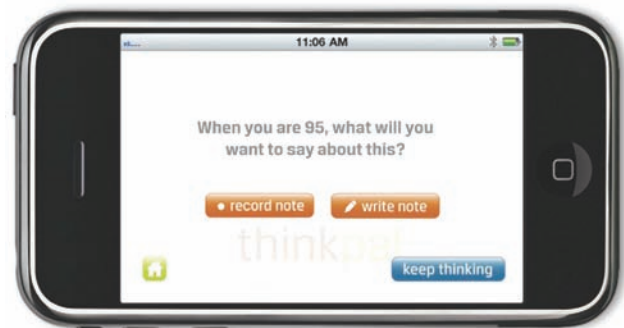 11:06 AM
When you are 95, what will you
want to say about this?
record note
write note
thinkpal
keep thinking